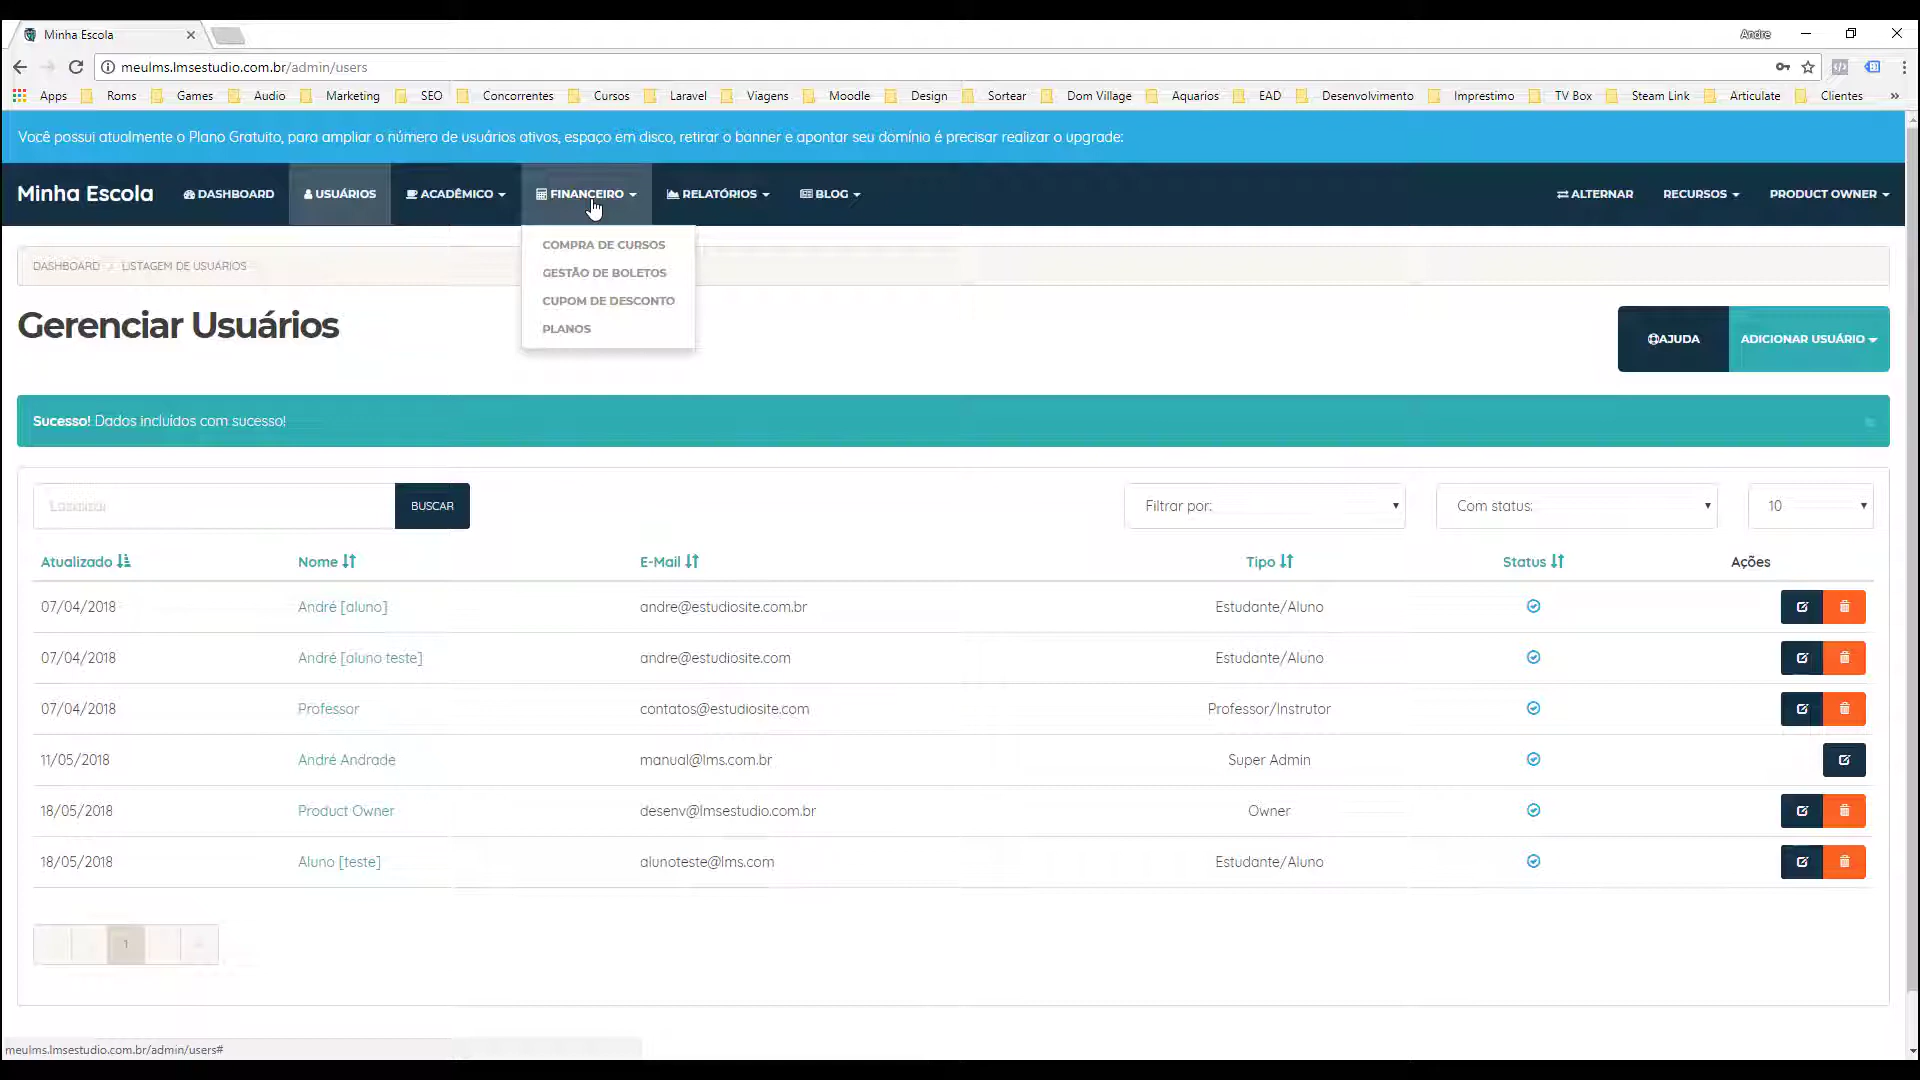 Minha Escola
Andre
meulms.lmsestudio.com.br/admin/users
Apps Roms Games Audio Marketing SEO Concorrentes Cursos Laravel Viagens Moodle Design Sortear Dom Village Aquarios EAD Desenvolvimento Imprestimo TV Box Steam Link Articulate Clientes »
Você possui atualmente o Plano Gratuito, para ampliar o número de usuários ativos, espaço em disco, retirar o banner e apontar seu domínio é precisar realizar o upgrade:
Minha Escola DASHBOARD USUÁRIOS ACADÊMICO FINANCEIRO RELATÓRIOS BLOG ALTERNAR RECURSOS PRODUCT OWNER
COMPRA DE CURSOS
GESTÃO DE BOLETOS
CUPOM DE DESCONTO
PLANOS
DASHBOARD / LISTAGEM DE USUÁRIOS
Gerenciar Usuários
AJUDA ADICIONAR USUÁRIO
Sucesso! Dados incluídos com sucesso!
Localizar BUSCAR Filtrar por: Com status: 10
Atualizado Nome E-Mail Tipo Status Ações
07/04/2018 André [aluno] andre@estudiosite.com.br Estudante/Aluno
07/04/2018 André [aluno teste] andre@estudiosite.com Estudante/Aluno
07/04/2018 Professor contatos@estudiosite.com Professor/Instrutor
11/05/2018 André Andrade manual@lms.com.br Super Admin
18/05/2018 Product Owner desenv@lmsestudio.com.br Owner
18/05/2018 Aluno [teste] alunoteste@lms.com Estudante/Aluno
1
meulms.lmsestudio.com.br/admin/users#